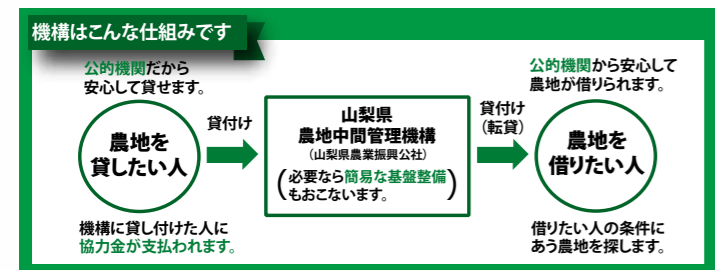 機構はこんな仕組みです
公的機関だから
安心して貸せます。
農地を
貸したい人
機構に貸し付けた人に
協力金が支払われます。
貸付け
山梨県
農地中間管理機構
(山梨県農業振興公社)
(必要なら簡易な基盤整備
もおこないます。)
貸付け
(転貸)
公的機関から安心して
農地が借りられます。
農地を
借りたい人
借りたい人の条件に
あう農地を探します。